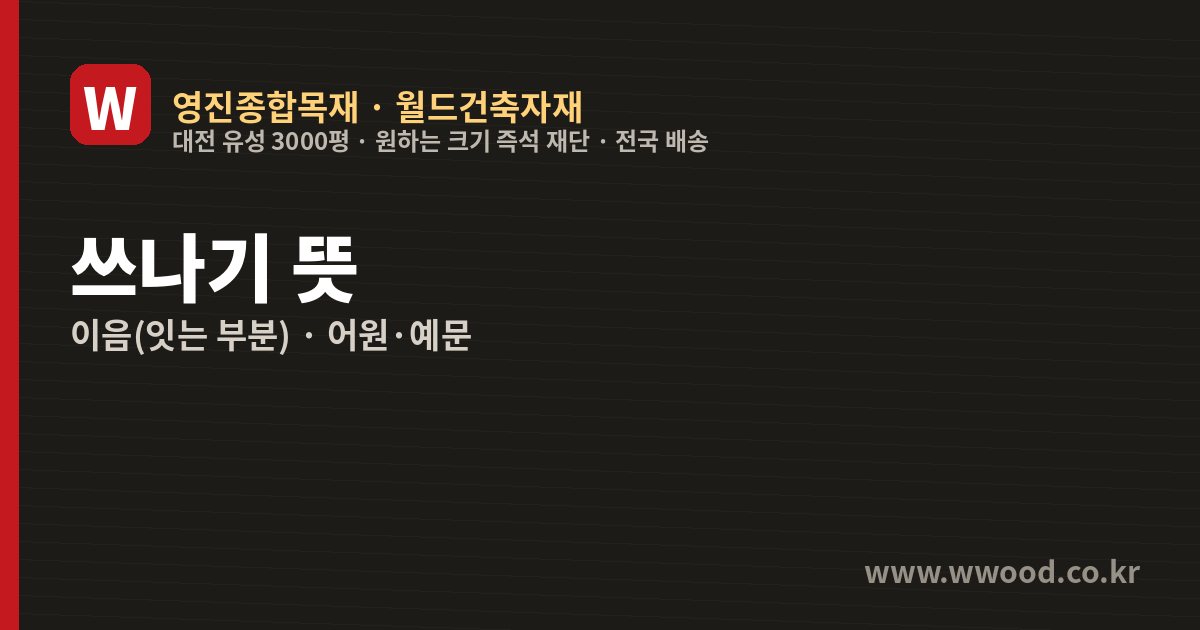 W
영진종합목재 · 월드건축자재
대전 유성 3000평 · 원하는 크기 즉석 재단 · 전국 배송
쓰나기 뜻
이음(잇는 부분) · 어원·예문
www.wwood.co.kr